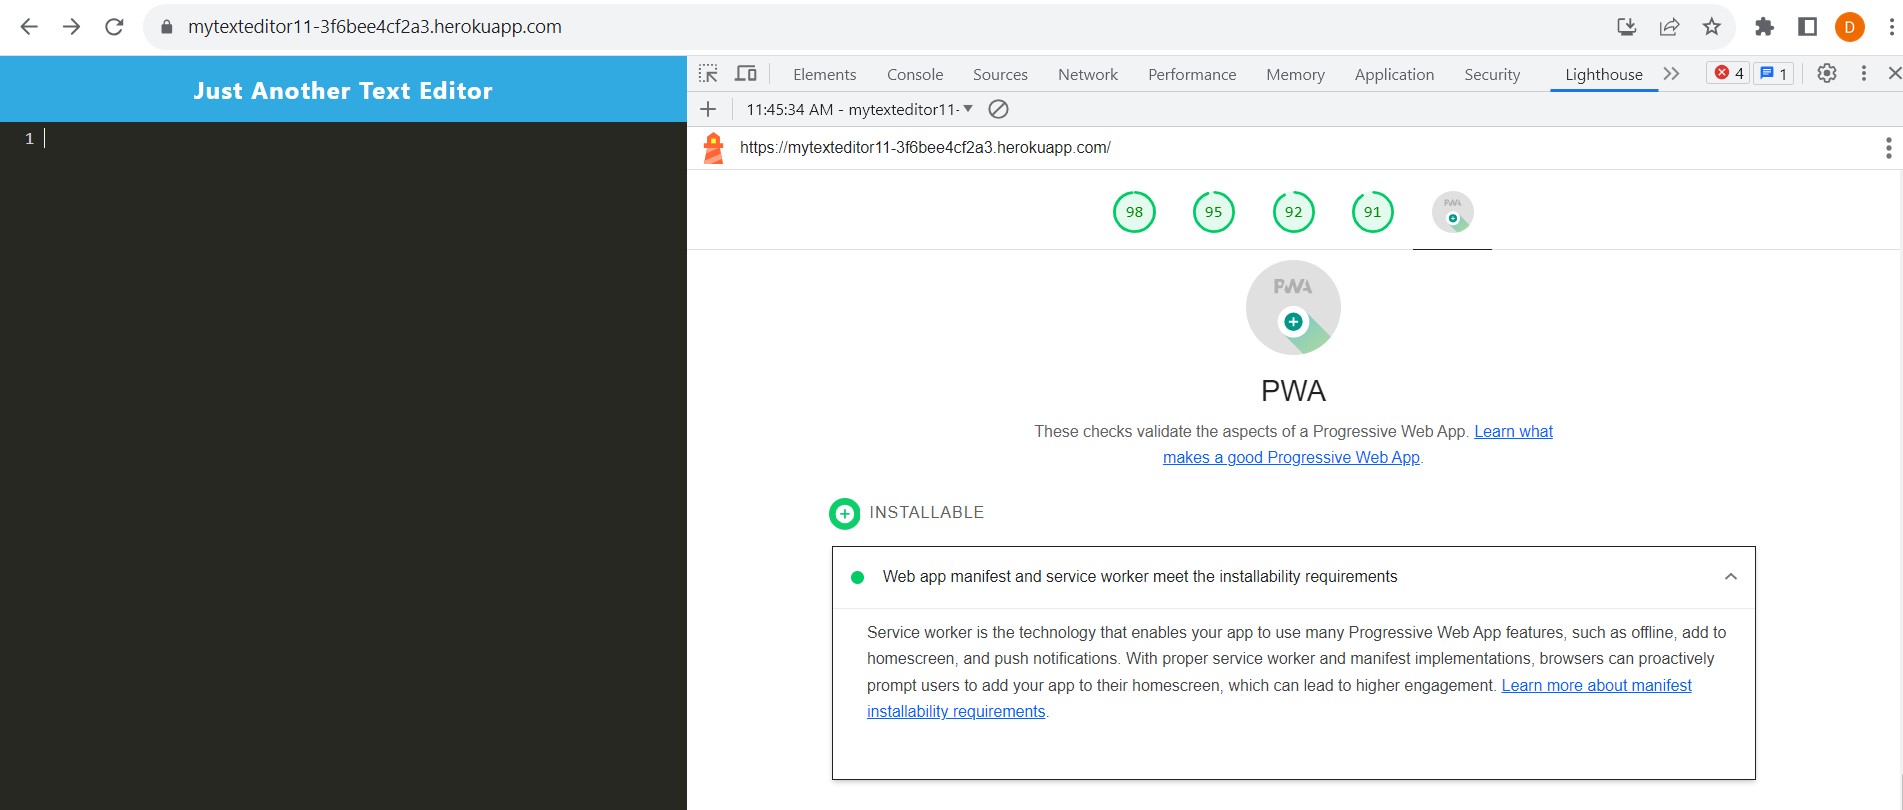 mytexteditor11-3f6bee4cf2a3.herokuapp.com
D
Just Another Text Editor
1
Elements Console Sources Network Performance Memory Application Security Lighthouse 4 1
11:45:34 AM - mytexteditor11-
https://mytexteditor11-3f6bee4cf2a3.herokuapp.com/
98 95 92 91 PWA
PWA
PWA
These checks validate the aspects of a Progressive Web App. Learn what
makes a good Progressive Web App.
INSTALLABLE
Web app manifest and service worker meet the installability requirements
Service worker is the technology that enables your app to use many Progressive Web App features, such as offline, add to
homescreen, and push notifications. With proper service worker and manifest implementations, browsers can proactively
prompt users to add your app to their homescreen, which can lead to higher engagement. Learn more about manifest
installability requirements.